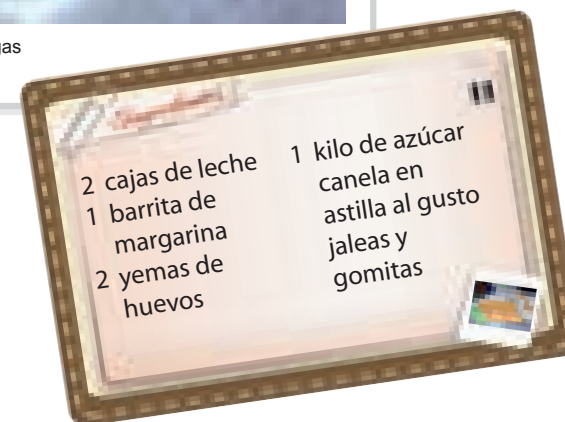 gas
2 cajas de leche
1 barrita de
margarina
2 yemas de
huevos
1 kilo de azúcar
canela en
astilla al gusto
jaleas y
gomitas